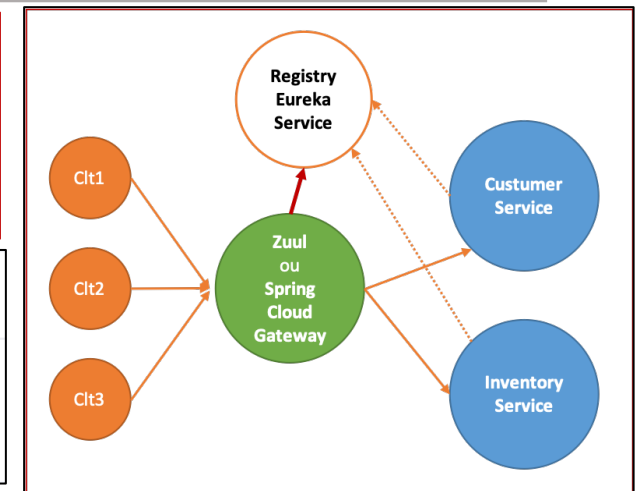 Registry
Eureka
Service
Clt1
Custumer
Service
Zuul
ou
Spring
Cloud
Gateway
Clt2
Clt3
Inventory
Service